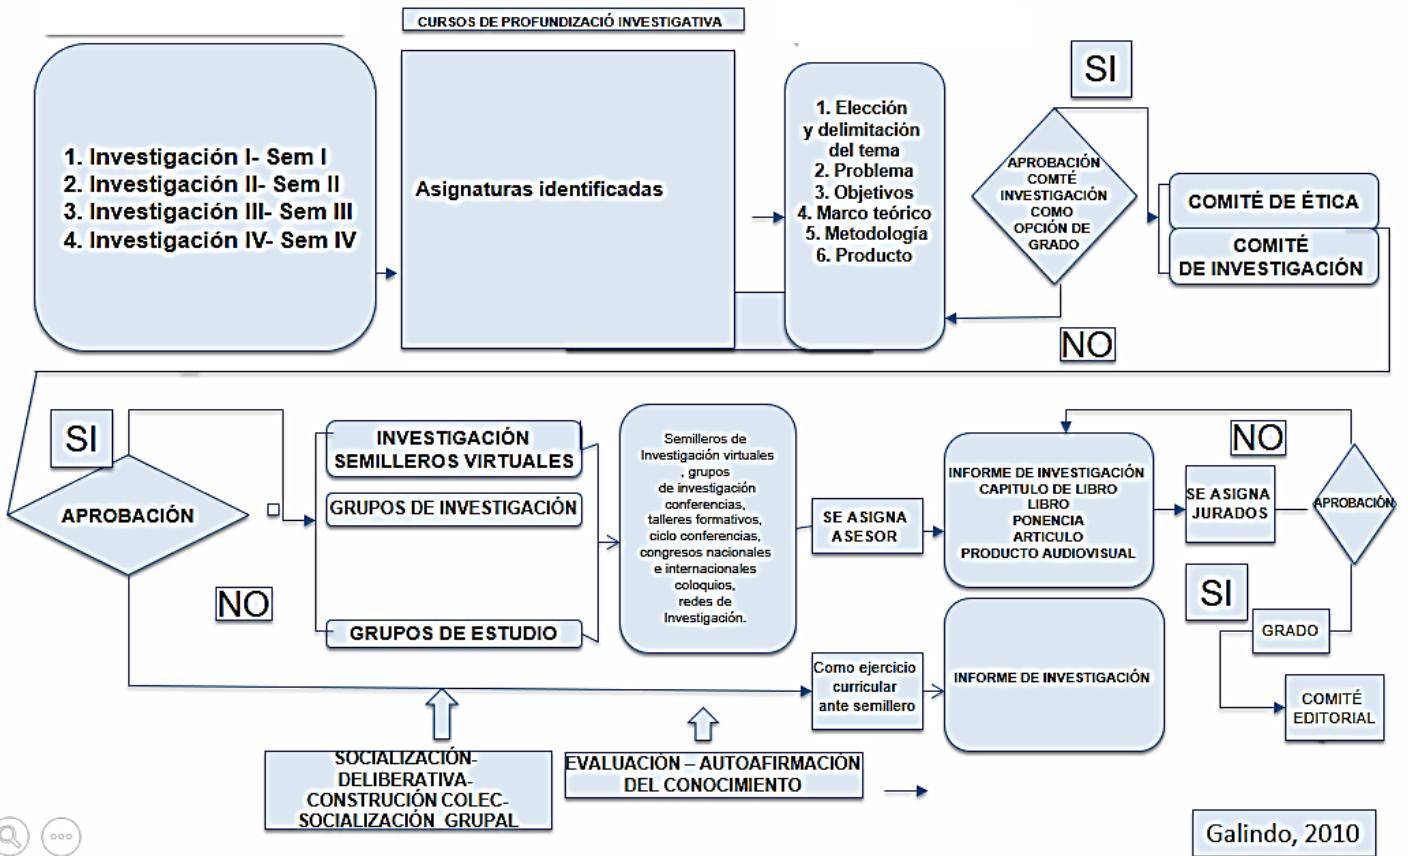 CURSOS DE PROFUNDIZACIÓ INVESTIGATIVA
1. Investigación I- Sem I
2. Investigación II- Sem II
3. Investigación III- Sem III
4. Investigación IV- Sem IV
Asignaturas identificadas
1. Elección
y delimitación
del tema
2. Problema
3. Objetivos
4. Marco teórico
5. Metodología
6. Producto
SI
APROBACIÓN
COMTÉ
INVESTIGACIÓN
COMO
OPCIÓN DE
GRADO
NO
COMITÉ DE ÉTICA
COMITÉ
DE INVESTIGACIÓN
SI
APROBACIÓN
NO
INVESTIGACIÓN
SEMILLEROS VIRTUALES
GRUPOS DE INVESTIGACIÓN
GRUPOS DE ESTUDIO
Semilleros de
Investigación virtuales
, grupos
de investigación
conferencias,
talleres formativos,
ciclo conferencias,
congresos nacionales
e internacionales
coloquios,
redes de
Investigación.
SE ASIGNA
ASESOR
INFORME DE INVESTIGACIÓN
CAPITULO DE LIBRO
LIBRO
PONENCIA
ARTICULO
PRODUCTO AUDIOVISUAL
SE ASIGNA
JURADOS
NO
APROBACIÓN
SI
GRADO
COMITÉ
EDITORIAL
Como ejercicio
curricular
ante semillero
INFORME DE INVESTIGACIÓN
SOCIALIZACIÓN-
DELIBERATIVA-
CONSTRUCIÓN COLEC-
SOCIALIZACIÓN GRUPAL
EVALUACIÓN – AUTOAFIRMACIÓN
DEL CONOCIMIENTO
Galindo, 2010